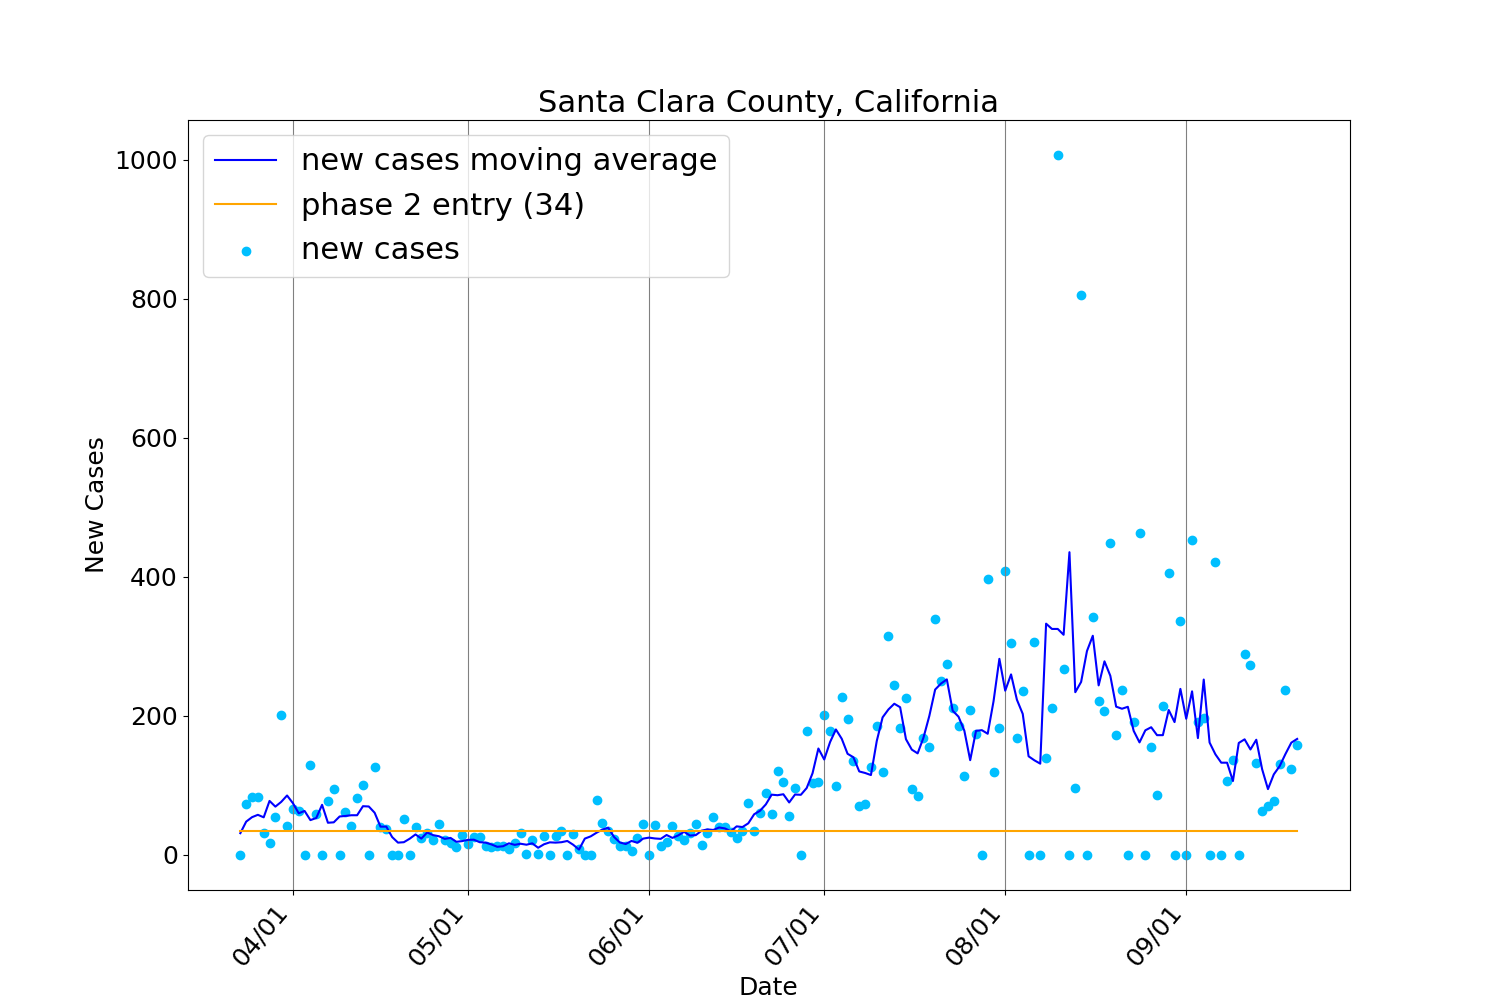 Santa Clara County, California
new cases moving average
phase 2 entry (34)
new cases
1000
800
600
400
200
0
New Cases
04/01
05/01
06/01
07/01
08/01
09/01
Date